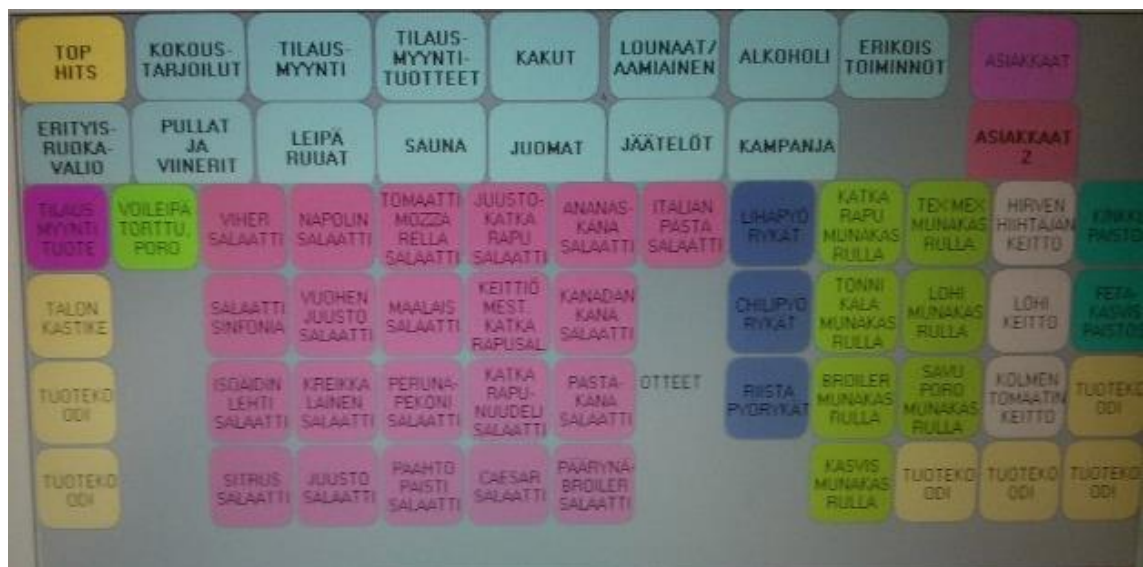 TOP
HITS
KOKOUS-
TARJOILUT
TILAUS-
MYYNTI
TILAUS-
MYYNTI-
TUOTTEET
KAKUT
LOUNAAT/
AAMIAINEN
ALKOHOLI
ERIKOIS
TOIMINNOT
ASIAKKAAT
ERITYIS-
RUOKA-
VALIO
PULLAT
JA
VIINERIT
LEIPÄ
RUUAT
SAUNA
JUOMAT
JÄÄTELÖT
KAMPANJA
ASIAKKAAT
2
TILAUS
MYYNTI
TUOTE
VOILEIPÄ
TORTTU,
PORO
VIHER
SALAATTI
NAPOLIN
SALAATTI
TOMAATTI
MOZZA
RELLA
SALAATTI
JUUSTO-
KATKA
RAPU
SALAATTI
ANANAS-
KANA
SALAATTI
ITALIAN
PASTA
SALAATTI
LIHAPYÖ
RYKÄT
KATKA
RAPU
MUNAKAS
RULLA
TEX MEX
MUNAKAS
RULLA
HIRVEN
HIIHTÄJÄN
KEITTO
KINKK
PAISTO
TALON
KASTIKE
SALAATTI
SINFONIA
VUOHEN
JUUSTO
SALAATTI
MAALAIS
SALAATTI
KEITTIÖ
MEST.
KATKA
RAPUSAL.
KANADAN
KANA
SALAATTI
CHILIPYÖ
RYKÄT
TONNI
KALA
MUNAKAS
RULLA
LOHI
MUNAKAS
RULLA
LOHI
KEITTO
FETA-
KASVIS
PAISTOS
TUOTEKO
ODI
ISOAIDIN
LEHTI
SALAATTI
KREIKKA
LAINEN
SALAATTI
PERUNA-
PEKONI
SALAATTI
KATKA
RAPU-
NUUDELI
SALAATTI
PASTA-
KANA
SALAATTI
OTTEET
RIISTA
PYÖRYKÄT
BROILER
MUNAKAS
RULLA
SAVU
PORO
MUNAKAS
RULLA
KOLMEN
TOMAATIN
KEITTO
TUOTEKO
ODI
TUOTEKO
ODI
SITRUS
SALAATTI
JUUSTO
SALAATTI
PAAHTO
PAISTI
SALAATTI
CAESAR
SALAATTI
PÄÄRYNÄ-
BROILER
SALAATTI
KASVIS
MUNAKAS
RULLA
TUOTEKO
ODI
TUOTEKO
ODI
TUOTEKO
ODI